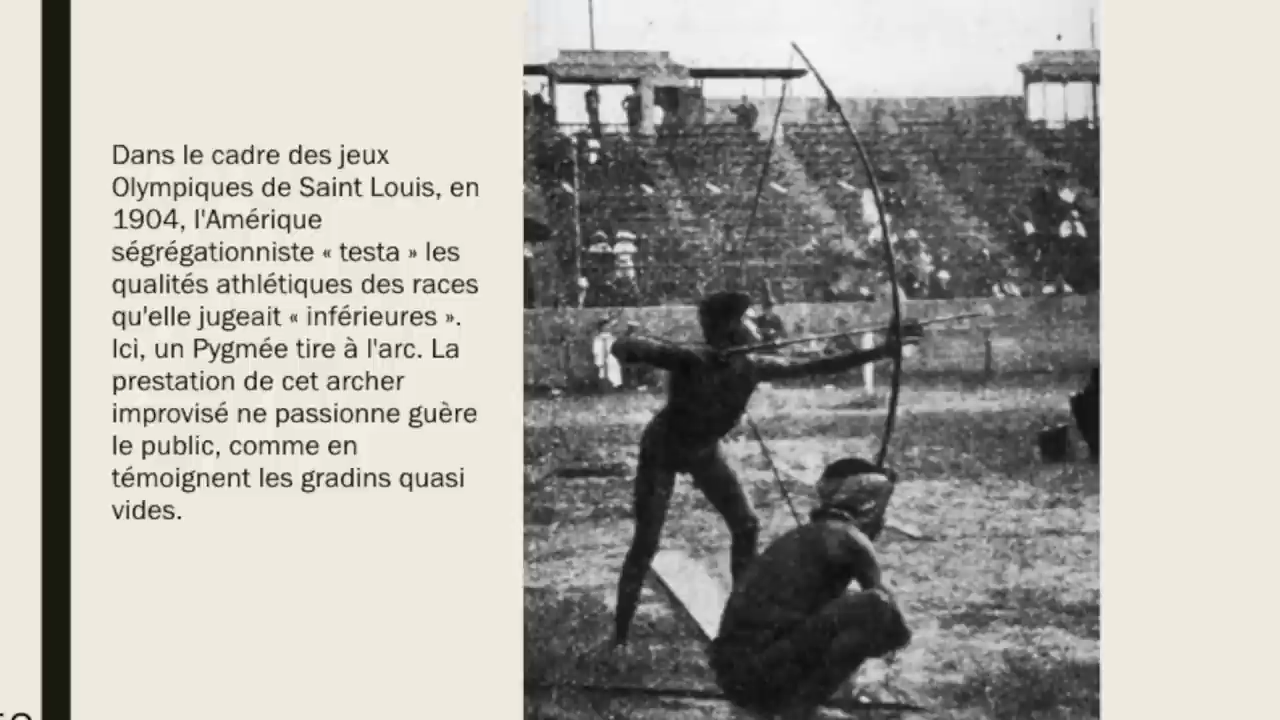 Dans le cadre des jeux
Olympiques de Saint Louis, en
1904, l'Amérique
ségrégationniste « testa » les
qualités athlétiques des races
qu'elle jugeait « inférieures ».
Ici, un Pygmée tire à l'arc. La
prestation de cet archer
improvisé ne passionne guère
le public, comme en
témoignent les gradins quasi
vides.